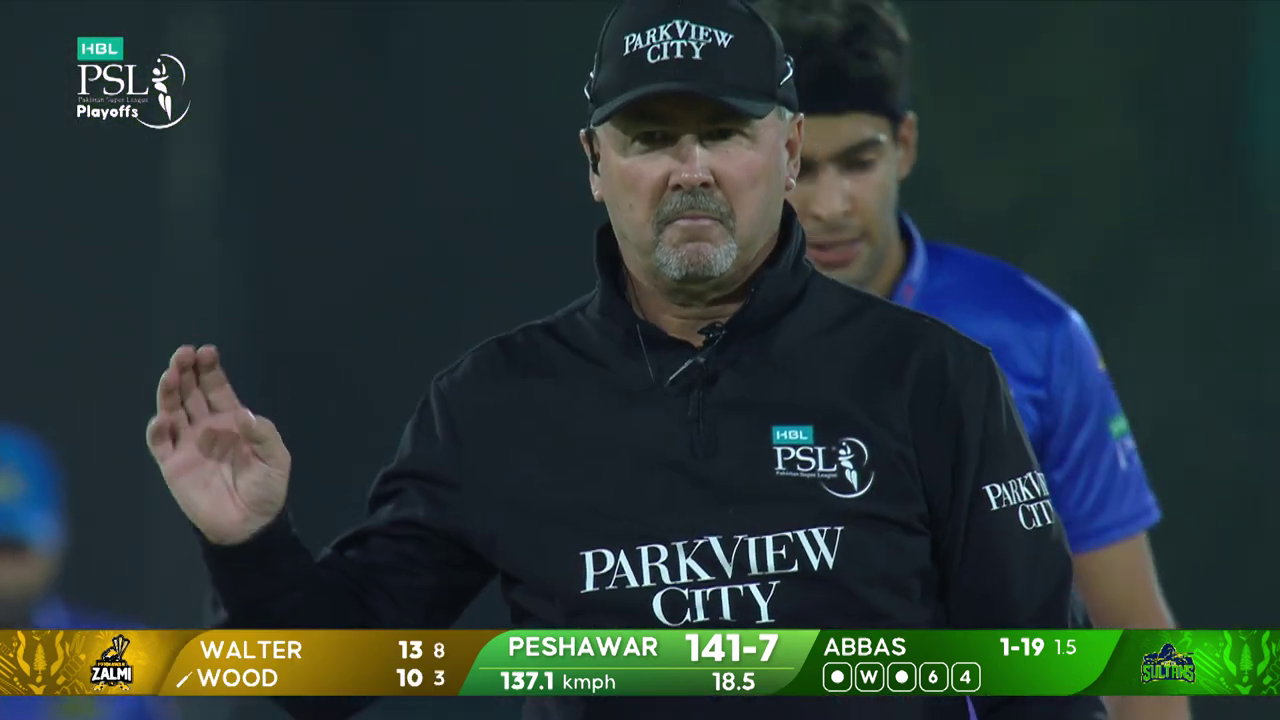 HBL
PSL
Pakistan Super League
Playoffs
PARKVIEW
CITY
HBL
PSL
Pakistan Super League
PARKVIEW
CITY
PARKVIEW
CITY
ZALMI
WALTER 13 8
WOOD 10 3
PESHAWAR 141-7
137.1 kmph 18.5
ABBAS 1-19 1.5
W 6 4
SULTANS